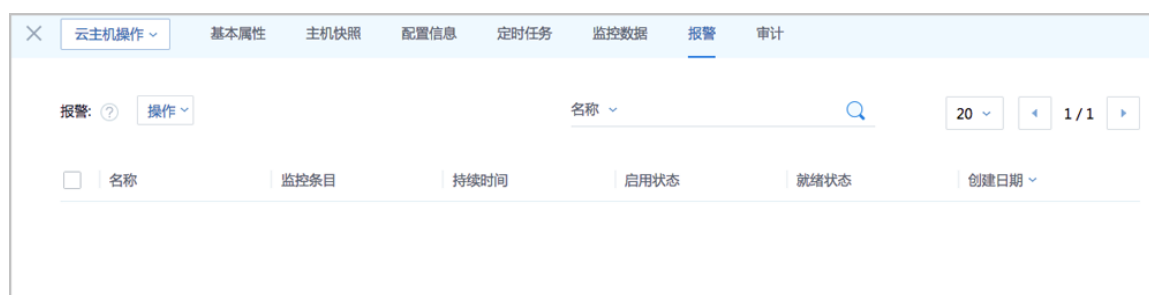 云主机操作 基本属性 主机快照 配置信息 定时任务 监控数据 报警 审计
报警: ? 操作 名称 20 1 / 1
名称 监控条目 持续时间 启用状态 就绪状态 创建日期